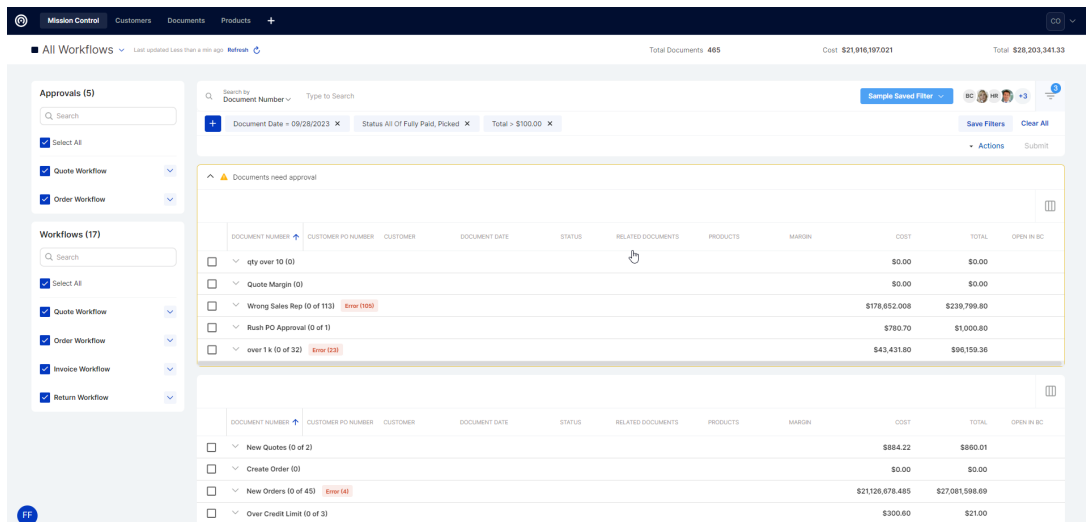 Mission Control Customers Documents Products +
CO
All Workflows Last updated Less than a min ago Refresh
Total Documents 465 Cost $21,916,197.021 Total $28,203,341.33
Approvals (5)
Search
Select All
Quote Workflow
Order Workflow
Workflows (17)
Search
Select All
Quote Workflow
Order Workflow
Invoice Workflow
Return Workflow
FF
Search by
Document Number Type to Search
Sample Saved Filter BC HR +3 3
+ Document Date = 09/28/2023 × Status All Of Fully Paid, Picked × Total > $100.00 × Save Filters Clear All
Actions Submit
Documents need approval
DOCUMENT NUMBER CUSTOMER PO NUMBER CUSTOMER DOCUMENT DATE STATUS RELATED DOCUMENTS PRODUCTS MARGIN COST TOTAL OPEN IN BC
qty over 10 (0) $0.00 $0.00
Quote Margin (0) $0.00 $0.00
Wrong Sales Rep (0 of 113) Error (105) $178,652.008 $239,799.80
Rush PO Approval (0 of 1) $780.70 $1,000.80
over 1 k (0 of 32) Error (23) $43,431.80 $96,159.36
DOCUMENT NUMBER CUSTOMER PO NUMBER CUSTOMER DOCUMENT DATE STATUS RELATED DOCUMENTS PRODUCTS MARGIN COST TOTAL OPEN IN BC
New Quotes (0 of 2) $884.22 $860.01
Create Order (0) $0.00 $0.00
New Orders (0 of 45) Error (4) $21,126,678.485 $27,081,598.69
Over Credit Limit (0 of 3) $300.60 $21.00